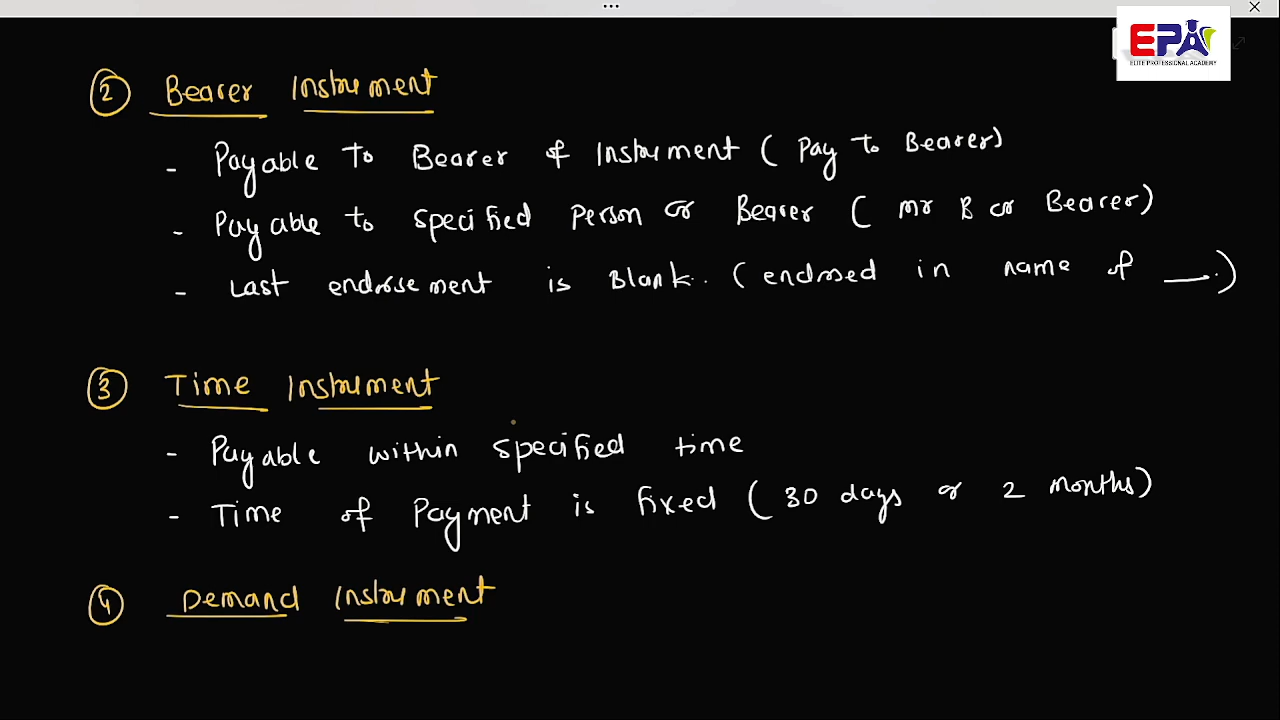 EPA
ELITE PROFESSIONAL ACADEMY
② Bearer Instrument
- Payable To Bearer of Instrument ( Pay to Bearer)
- Payable to specified Person or Bearer ( Mr B or Bearer)
- Last endorsement is Blank. (endorsed in name of ___.)
③ Time Instrument
- Payable within specified time
- Time of Payment is fixed ( 30 days or 2 months)
④ Demand Instrument